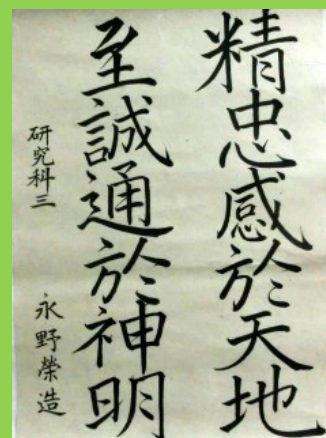 精忠感於天地
至誠通於神明
研究科三
永野榮造